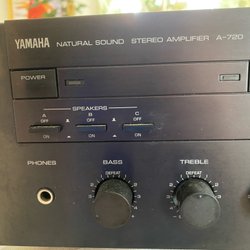 YAMAHA NATURAL SOUND STEREO AMPLIFIER A-720
POWER
SPEAKERS
A B C
OFF OFF OFF
ON ON ON
PHONES BASS TREBLE
DEFEAT DEFEAT